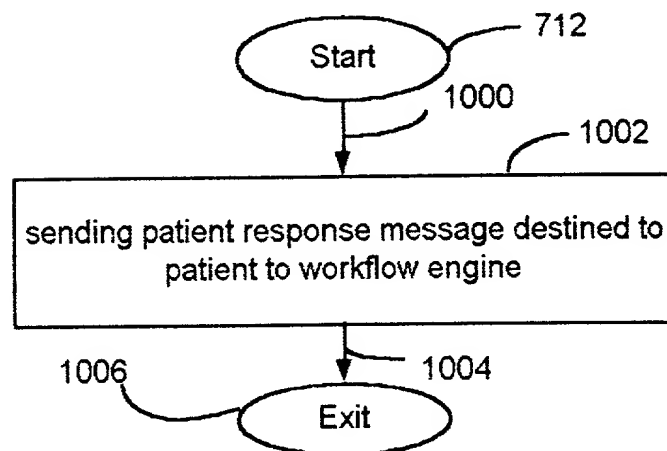 Start
712
1000
1002
sending patient response message destined to
patient to workflow engine
1004
1006
Exit